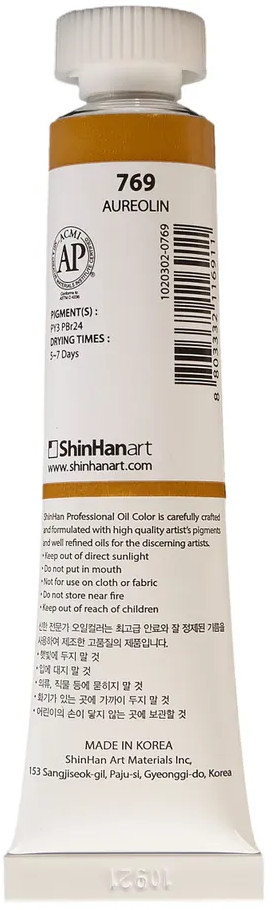 769
AUREOLIN
ACMI
AP
Conforms to
ASTM D 4236
PIGMENT(S) :
PY3 PBr24
DRYING TIMES :
5~7 Days
1020302-0769
ShinHanart
www.shinhanart.com
ShinHan Professional Oil Color is carefully crafted
and formulated with high quality artist's pigments
and well refined oils for the discerning artists.
• Keep out of direct sunlight
• Do not put in mouth
• Not for use on cloth or fabric
• Do not store near fire
• Keep out of reach of children
신한 전문가 오일컬러는 최고급 안료와 잘 정제된 기름을
사용하여 제조한 고품질의 제품입니다.
• 햇빛에 두지 말 것
• 입에 대지 말 것
• 의류, 직물 등에 묻히지 말 것
• 화기가 있는 곳에 가까이 두지 말 것
• 어린이의 손이 닿지 않는 곳에 보관할 것
MADE IN KOREA
ShinHan Art Materials Inc,
153 Sangjiseok-gil, Paju-si, Gyeonggi-do, Korea